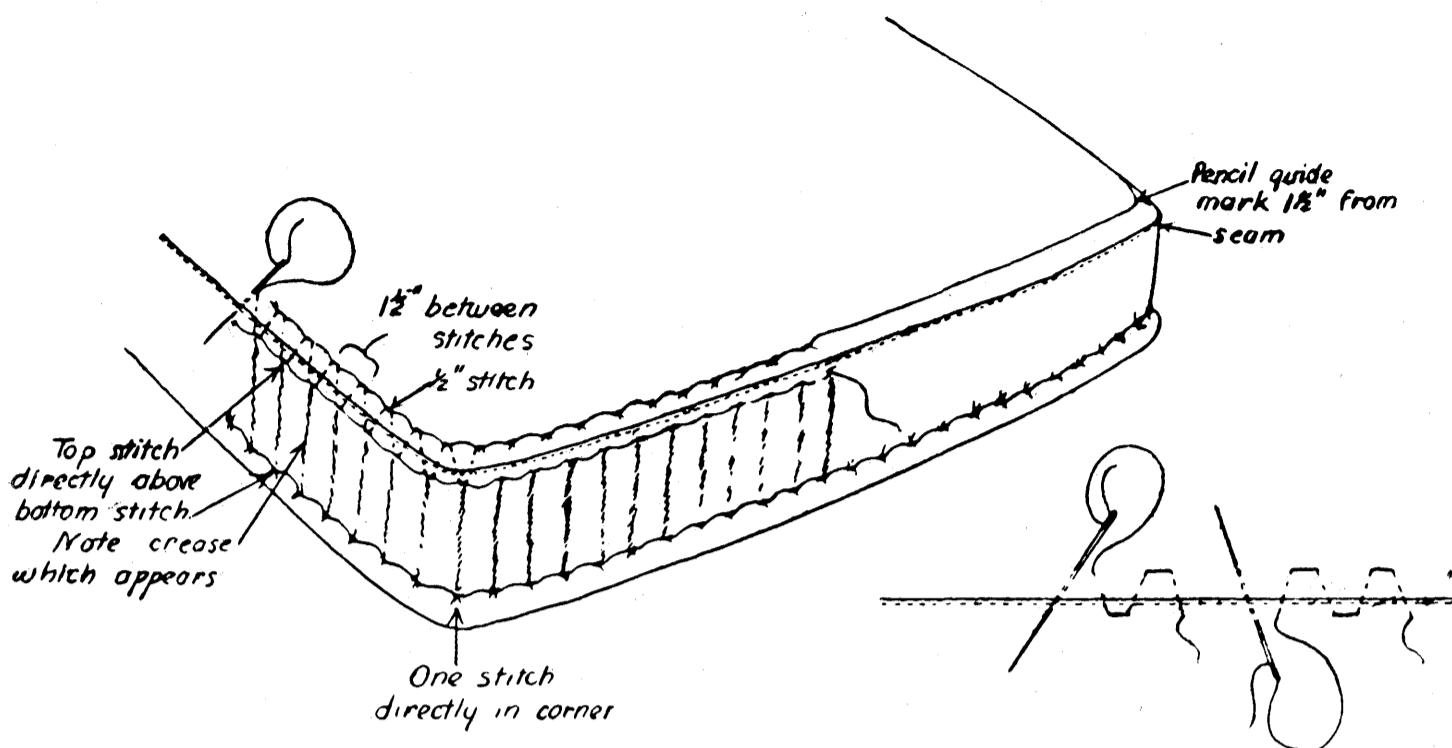 Pencil guide
mark 1½" from
seam
1½" between
stitches
½" stitch
Top stitch
directly above
bottom stitch
Note crease
which appears
One stitch
directly in corner